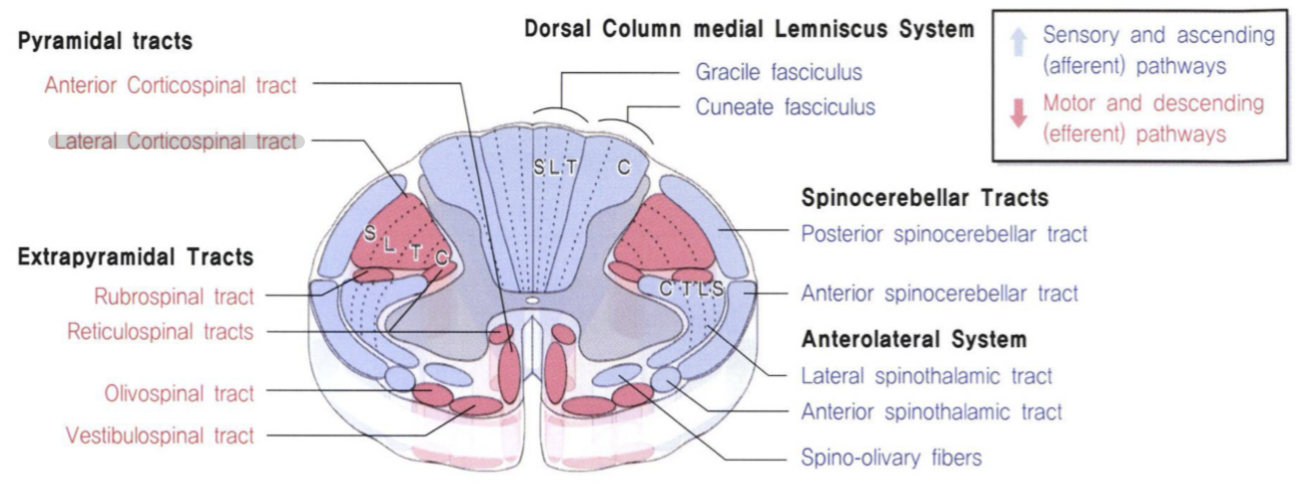 Pyramidal tracts
Anterior Corticospinal tract
Lateral Corticospinal tract
Extrapyramidal Tracts
Rubrospinal tract
Reticulospinal tracts
Olivospinal tract
Vestibulospinal tract
Dorsal Column medial Lemniscus System
Gracile fasciculus
Cuneate fasciculus
S L T C
S L T C
C T L S
Sensory and ascending
(afferent) pathways
Motor and descending
(efferent) pathways
Spinocerebellar Tracts
Posterior spinocerebellar tract
Anterior spinocerebellar tract
Anterolateral System
Lateral spinothalamic tract
Anterior spinothalamic tract
Spino-olivary fibers